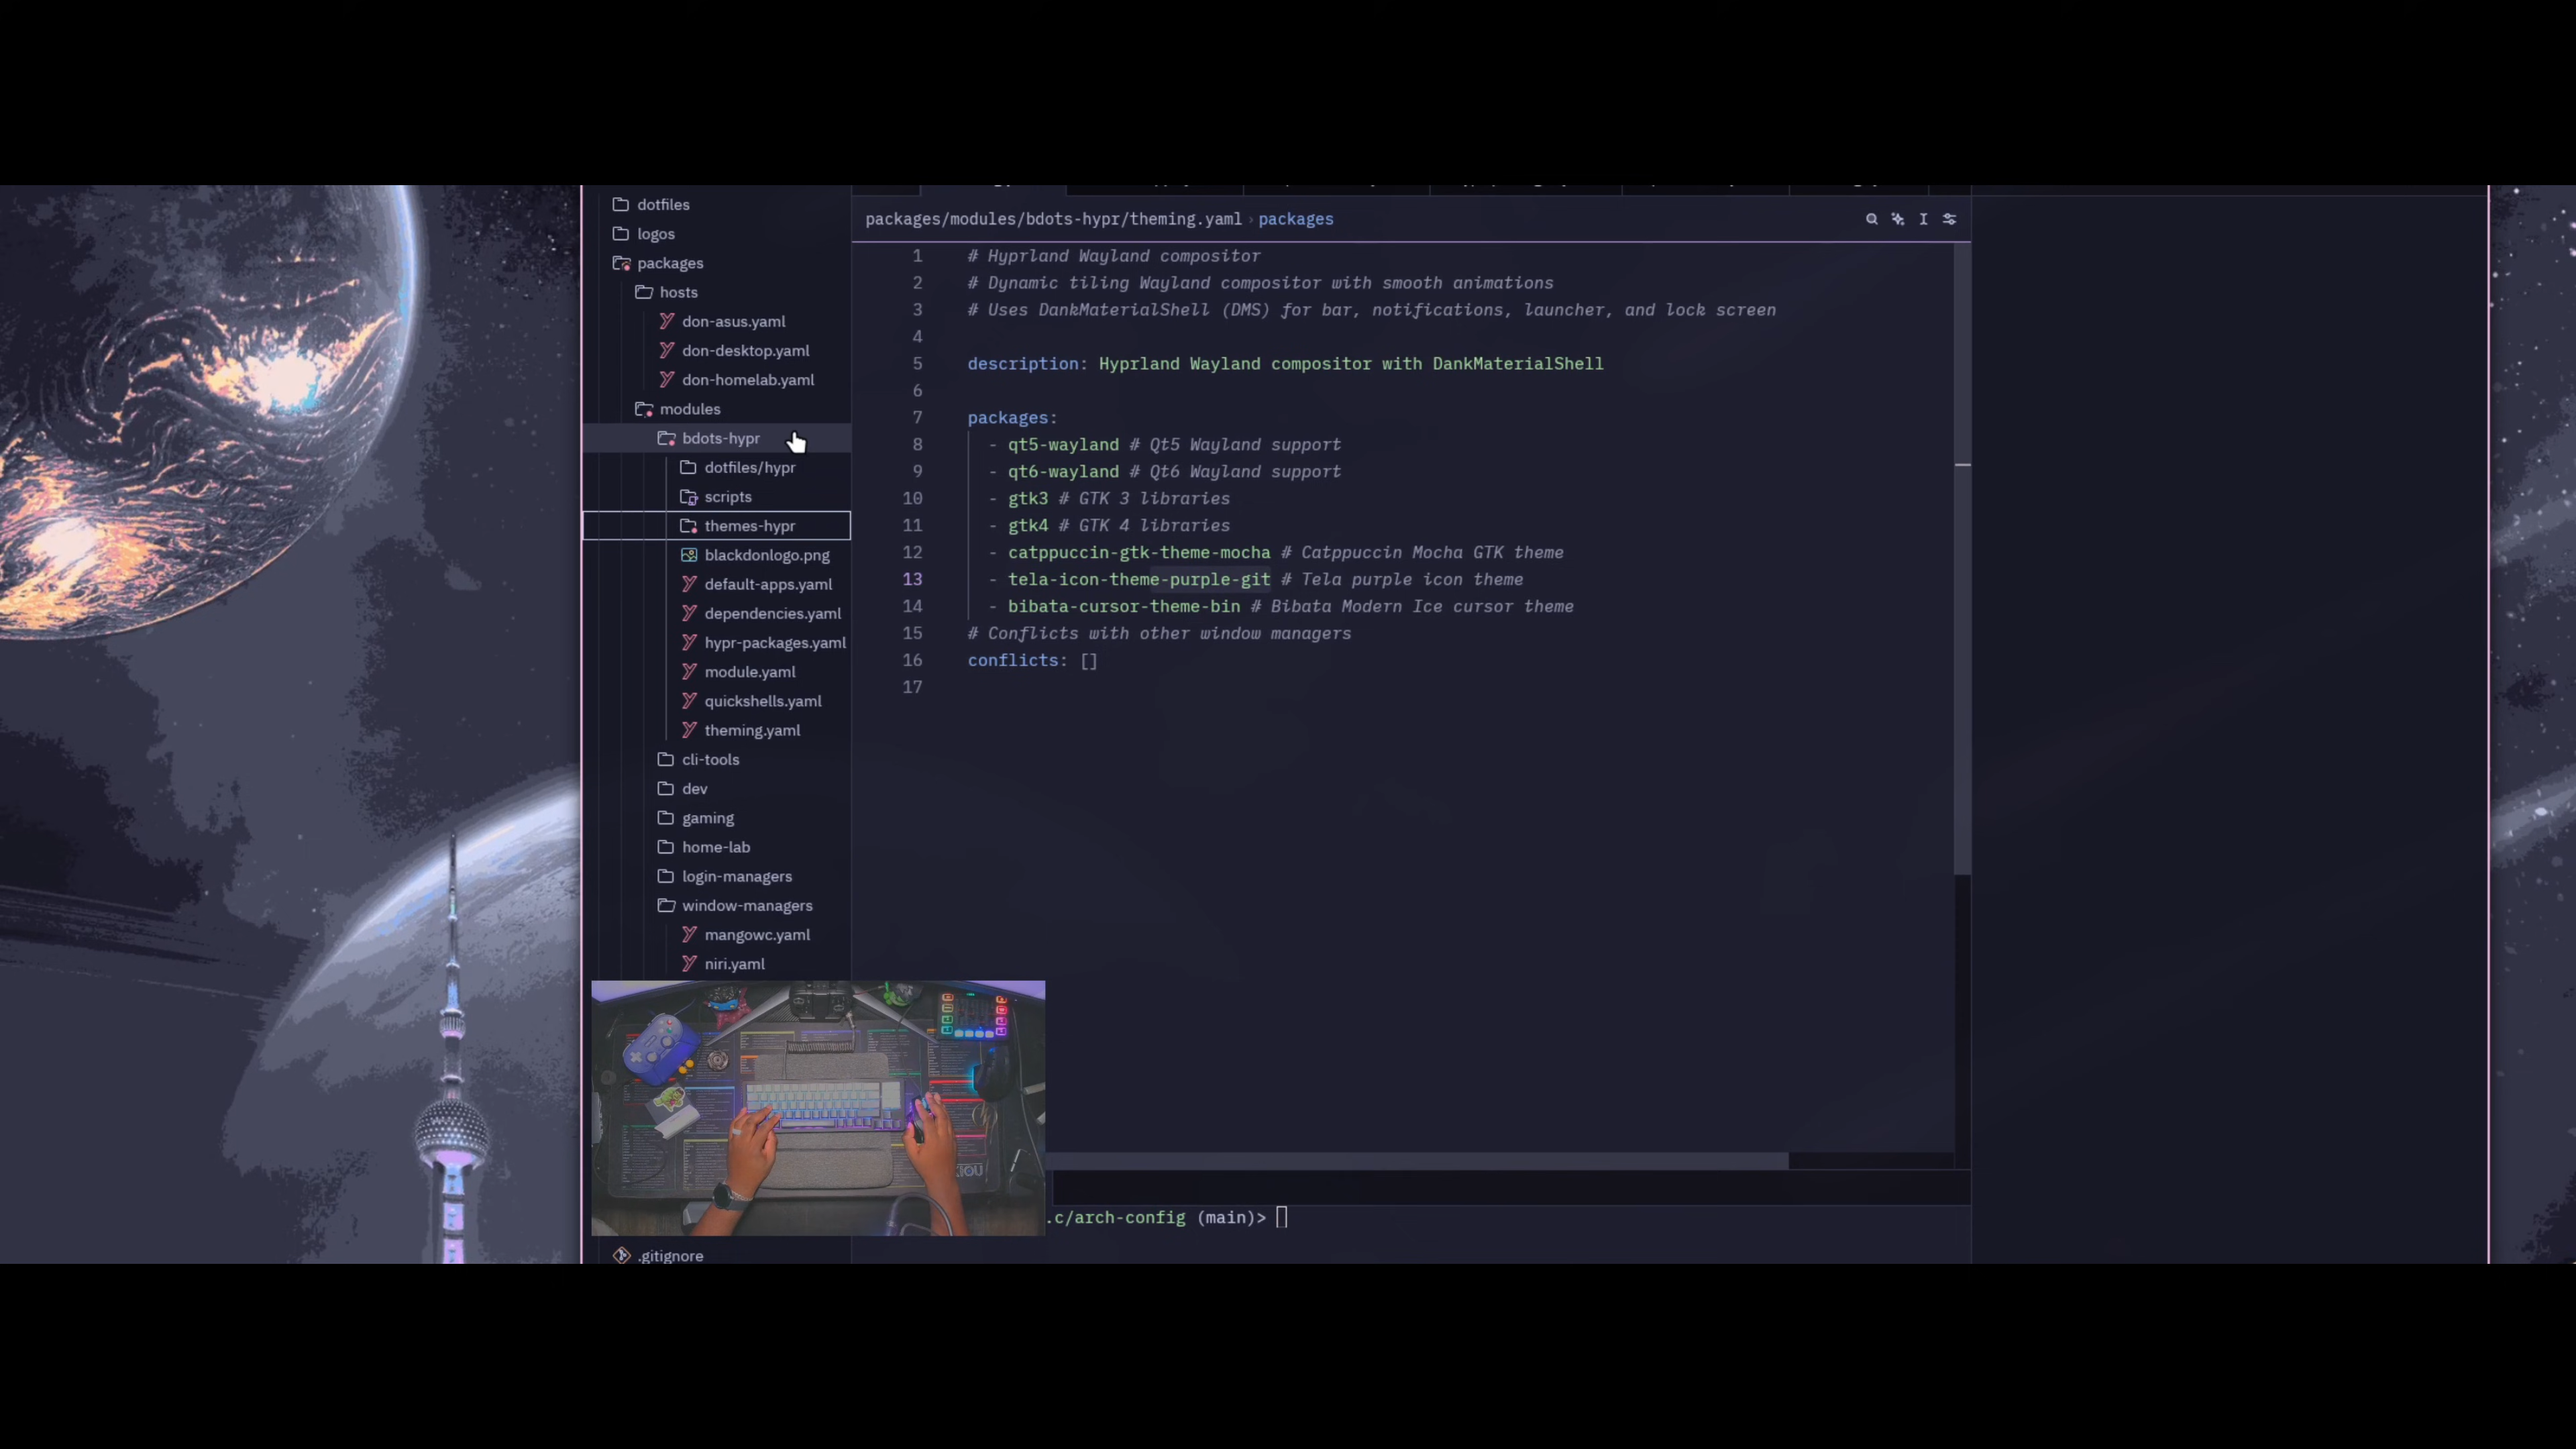 dotfiles
logos
packages
hosts
don-asus.yaml
don-desktop.yaml
don-homelab.yaml
modules
bdots-hypr
dotfiles/hypr
scripts
themes-hypr
blackdonlogo.png
default-apps.yaml
dependencies.yaml
hypr-packages.yaml
module.yaml
quickshells.yaml
theming.yaml
cli-tools
dev
gaming
home-lab
login-managers
window-managers
mangowc.yaml
niri.yaml
.gitignore
packages/modules/bdots-hypr/theming.yaml › packages
1 # Hyprland Wayland compositor
2 # Dynamic tiling Wayland compositor with smooth animations
3 # Uses DankMaterialShell (DMS) for bar, notifications, launcher, and lock screen
4
5 description: Hyprland Wayland compositor with DankMaterialShell
6
7 packages:
8 - qt5-wayland # Qt5 Wayland support
9 - qt6-wayland # Qt6 Wayland support
10 - gtk3 # GTK 3 libraries
11 - gtk4 # GTK 4 libraries
12 - catppuccin-gtk-theme-mocha # Catppuccin Mocha GTK theme
13 - tela-icon-theme-purple-git # Tela purple icon theme
14 - bibata-cursor-theme-bin # Bibata Modern Ice cursor theme
15 # Conflicts with other window managers
16 conflicts: []
17
.c/arch-config (main)>